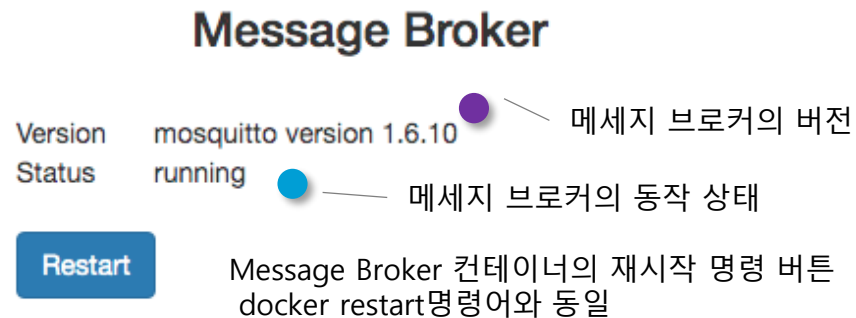 Message Broker
Version mosquitto version 1.6.10
메세지 브로커의 버전
Status running
메세지 브로커의 동작 상태
Restart
Message Broker 컨테이너의 재시작 명령 버튼
docker restart명령어와 동일